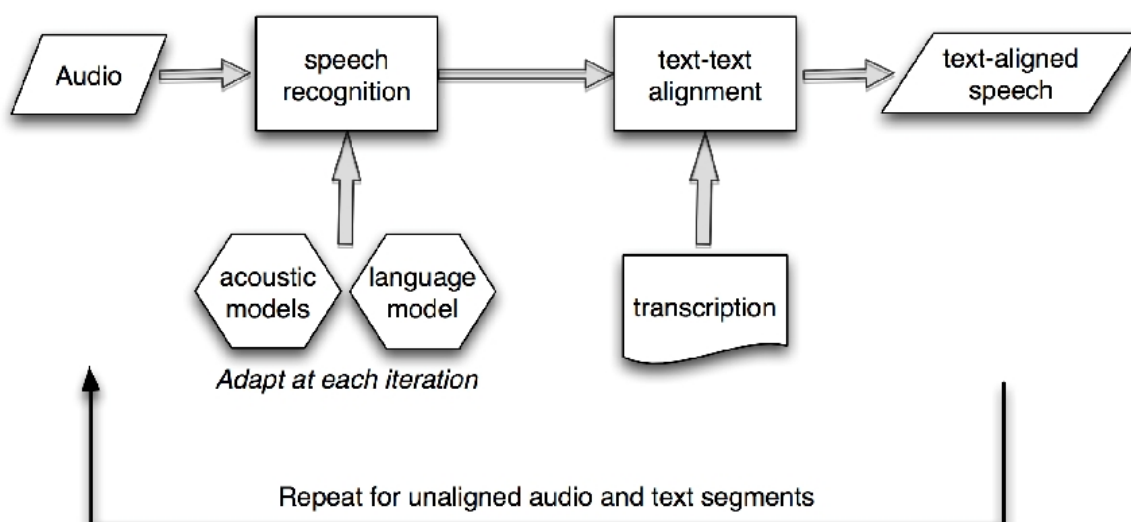 Audio
speech
recognition
text-text
alignment
text-aligned
speech
acoustic
models
language
model
transcription
Adapt at each iteration
Repeat for unaligned audio and text segments